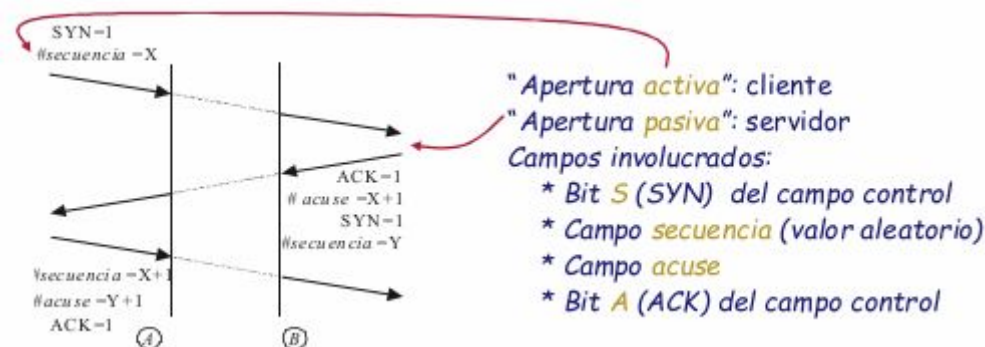 SYN=1
#secuencia =X
ACK=1
# acuse =X+1
SYN=1
#secuencia =Y
#secuencia =X+1
#acuse =Y+1
ACK=1
A
B
"Apertura activa": cliente
"Apertura pasiva": servidor
Campos involucrados:
* Bit S (SYN) del campo control
* Campo secuencia (valor aleatorio)
* Campo acuse
* Bit A (ACK) del campo control